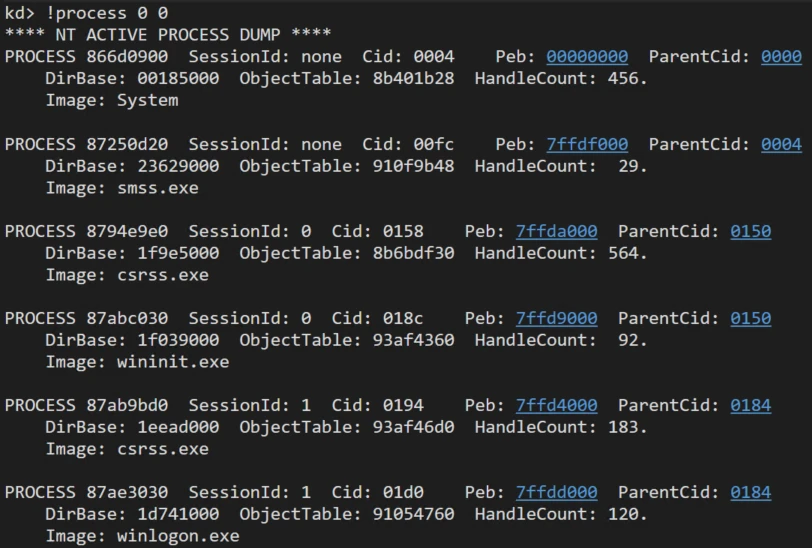 kd> !process 0 0
**** NT ACTIVE PROCESS DUMP ****
PROCESS 866d0900  SessionId: none  Cid: 0004    Peb: 00000000  ParentCid: 0000
    DirBase: 00185000  ObjectTable: 8b401b28  HandleCount: 456.
    Image: System

PROCESS 87250d20  SessionId: none  Cid: 00fc    Peb: 7ffdf000  ParentCid: 0004
    DirBase: 23629000  ObjectTable: 910f9b48  HandleCount:  29.
    Image: smss.exe

PROCESS 8794e9e0  SessionId: 0  Cid: 0158    Peb: 7ffda000  ParentCid: 0150
    DirBase: 1f9e5000  ObjectTable: 8b6bdf30  HandleCount: 564.
    Image: csrss.exe

PROCESS 87abc030  SessionId: 0  Cid: 018c    Peb: 7ffd9000  ParentCid: 0150
    DirBase: 1f039000  ObjectTable: 93af4360  HandleCount:  92.
    Image: wininit.exe

PROCESS 87ab9bd0  SessionId: 1  Cid: 0194    Peb: 7ffd4000  ParentCid: 0184
    DirBase: 1eead000  ObjectTable: 93af46d0  HandleCount: 183.
    Image: csrss.exe

PROCESS 87ae3030  SessionId: 1  Cid: 01d0    Peb: 7ffdd000  ParentCid: 0184
    DirBase: 1d741000  ObjectTable: 91054760  HandleCount: 120.
    Image: winlogon.exe